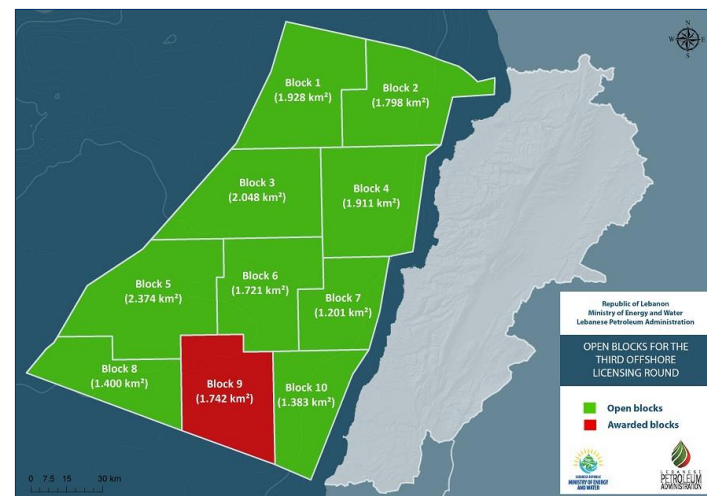 N
W
E
S
Block 1
(1.928 km²)
Block 2
(1.798 km²)
Block 3
(2.048 km²)
Block 4
(1.911 km²)
Block 5
(2.374 km²)
Block 6
(1.721 km²)
Block 7
(1.201 km²)
Block 8
(1.400 km²)
Block 9
(1.742 km²)
Block 10
(1.383 km²)
Republic of Lebanon
Ministry of Energy and Water
Lebanese Petroleum Administration
OPEN BLOCKS FOR THE
THIRD OFFSHORE
LICENSING ROUND
Open blocks
Awarded blocks
0 7.5 15 30 km
MINISTRY OF ENERGY
AND WATER
LEBANESE
PETROLEUM
ADMINISTRATION